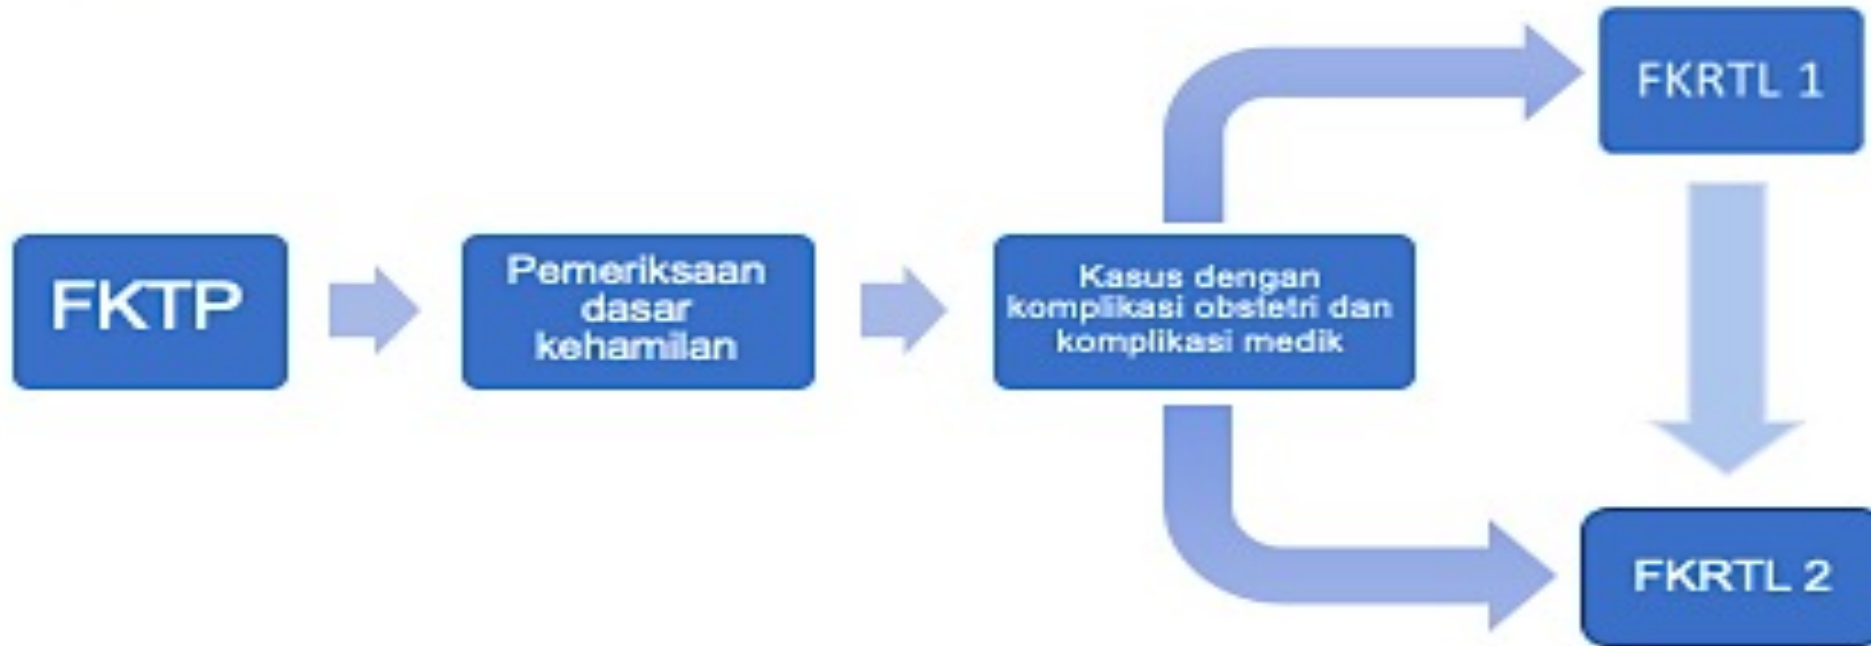 FKTP
Pemeriksaan
dasar
kehamilan
Kasus dengan
komplikasi obstetri dan
komplikasi medik
FKRTL 1
FKRTL 2